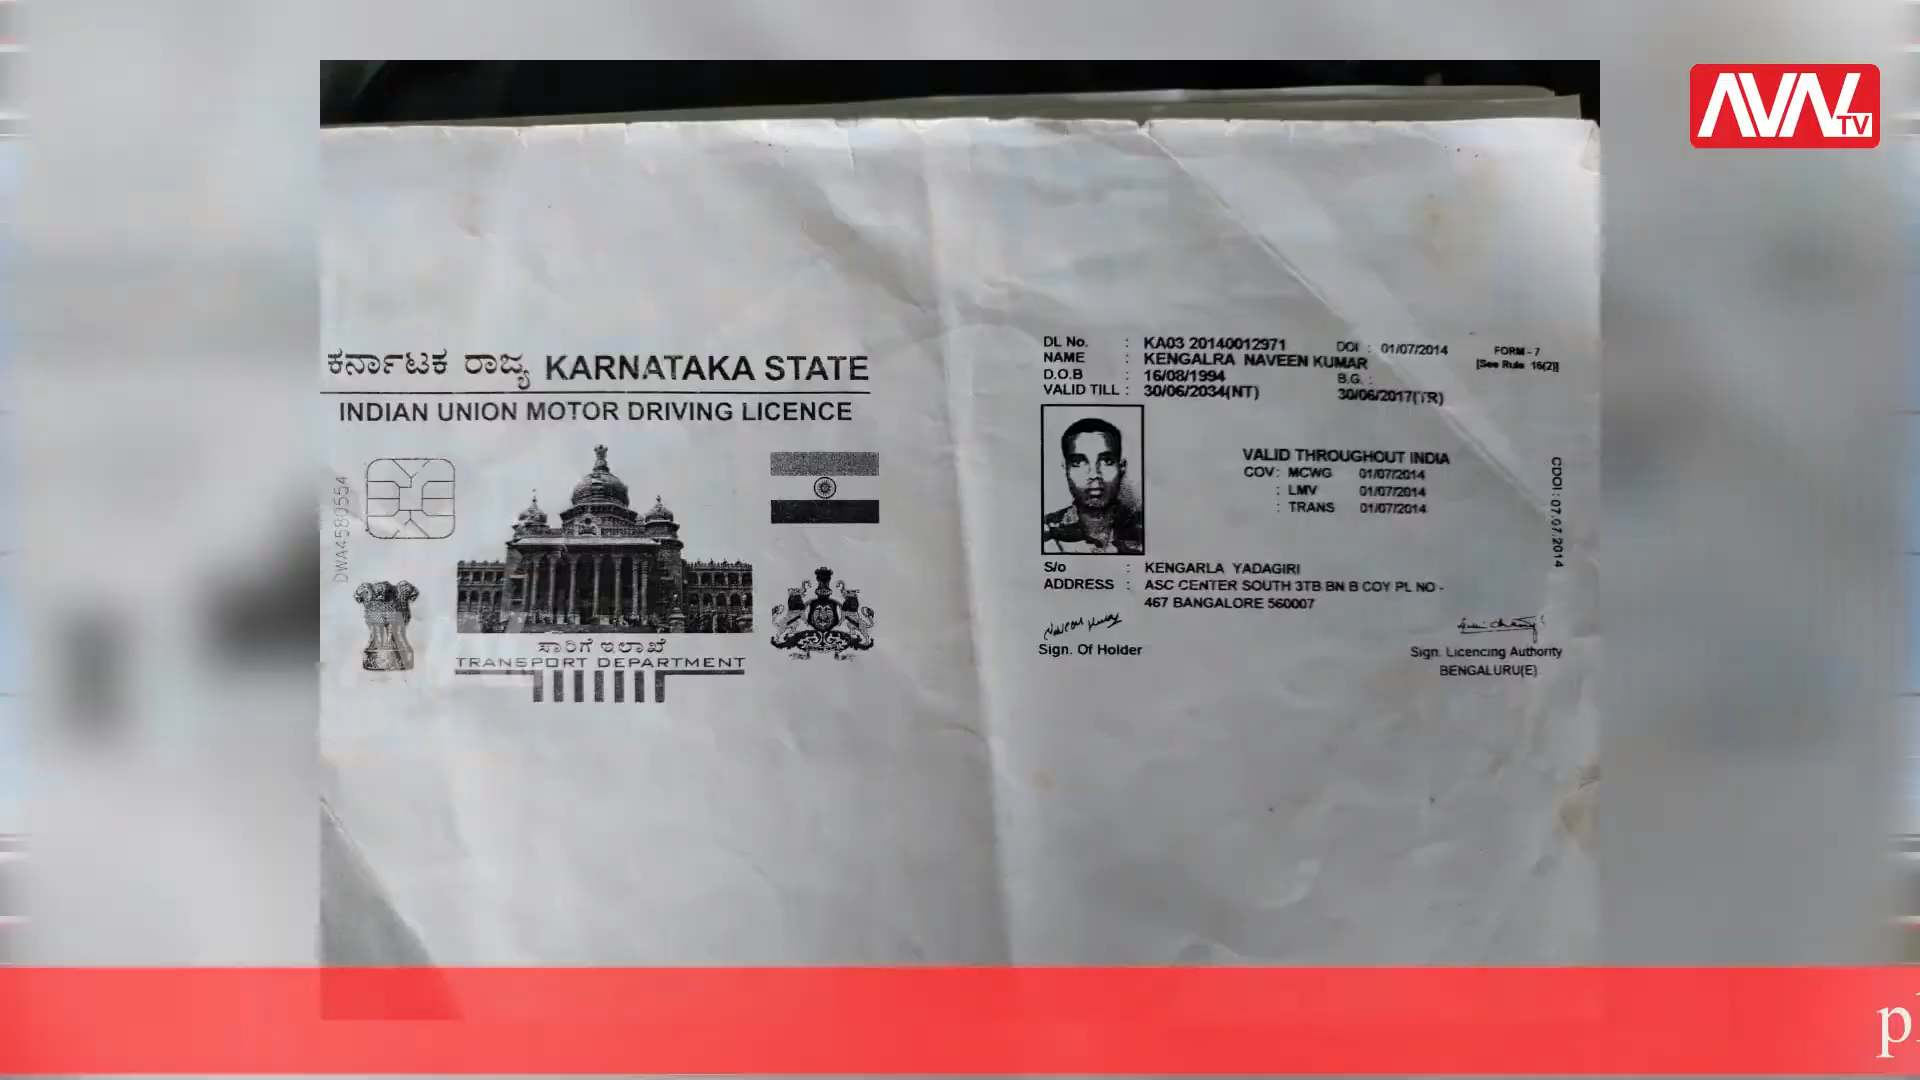 AVAL TV
ಕರ್ನಾಟಕ ರಾಜ್ಯ KARNATAKA STATE
INDIAN UNION MOTOR DRIVING LICENCE
DWA4580554
ಸಾರಿಗೆ ಇಲಾಖೆ
TRANSPORT DEPARTMENT
DL No. : KA03 20140012971 DOI : 01/07/2014 FORM - 7
NAME : KENGALRA NAVEEN KUMAR [See Rule 16(2)]
D.O.B : 16/08/1994 B.G. :
VALID TILL : 30/06/2034(NT) 30/06/2017(TR)
VALID THROUGHOUT INDIA
COV : MCWG 01/07/2014
: LMV 01/07/2014
: TRANS 01/07/2014
CDOI : 07/07/2014
S/o : KENGARLA YADAGIRI
ADDRESS : ASC CENTER SOUTH 3TB BN B COY PL NO -
467 BANGALORE 560007
Naveen Kumar
Sign. Of Holder
Sign. Licencing Authority
BENGALURU(E)